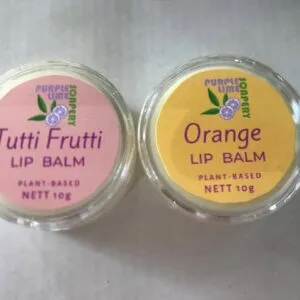 PURPLE
LIME
SOAPERY
Tutti Frutti
LIP BALM
PLANT-BASED
NETT 10g
PURPLE
LIME
SOAPERY
Orange
LIP BALM
PLANT-BASED
NETT 10g